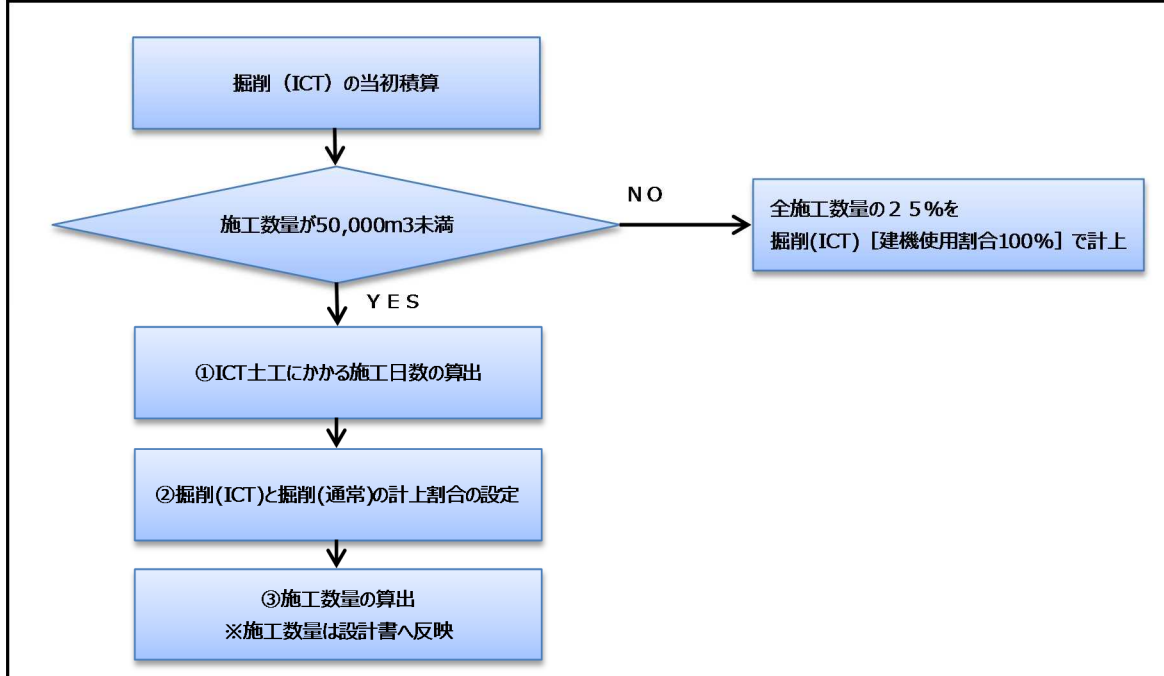 掘削（ICT）の当初積算
施工数量が50,000m3未満
ＮＯ
全施工数量の２５％を
掘削(ICT)［建機使用割合100％］で計上
ＹＥＳ
①ICT土工にかかる施工日数の算出
②掘削(ICT)と掘削(通常)の計上割合の設定
③施工数量の算出
※施工数量は設計書へ反映